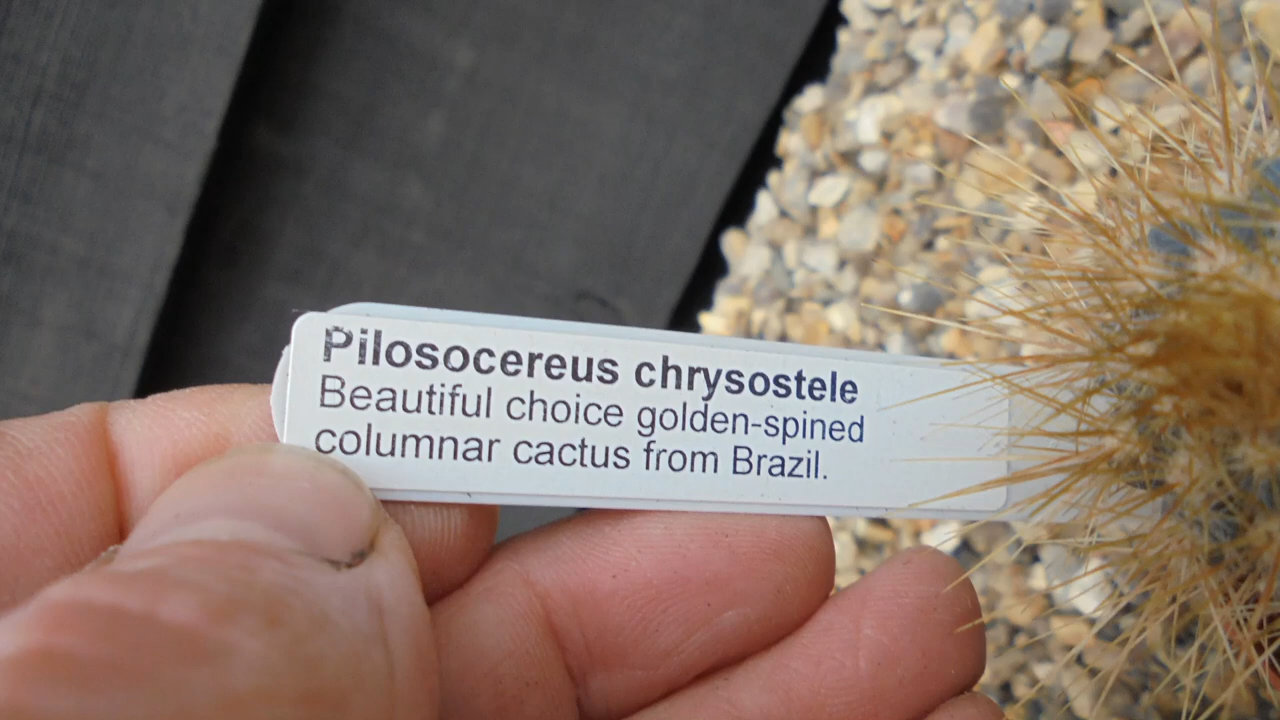 Pilosocereus chrysostele
Beautiful choice golden-spined
columnar cactus from Brazil.